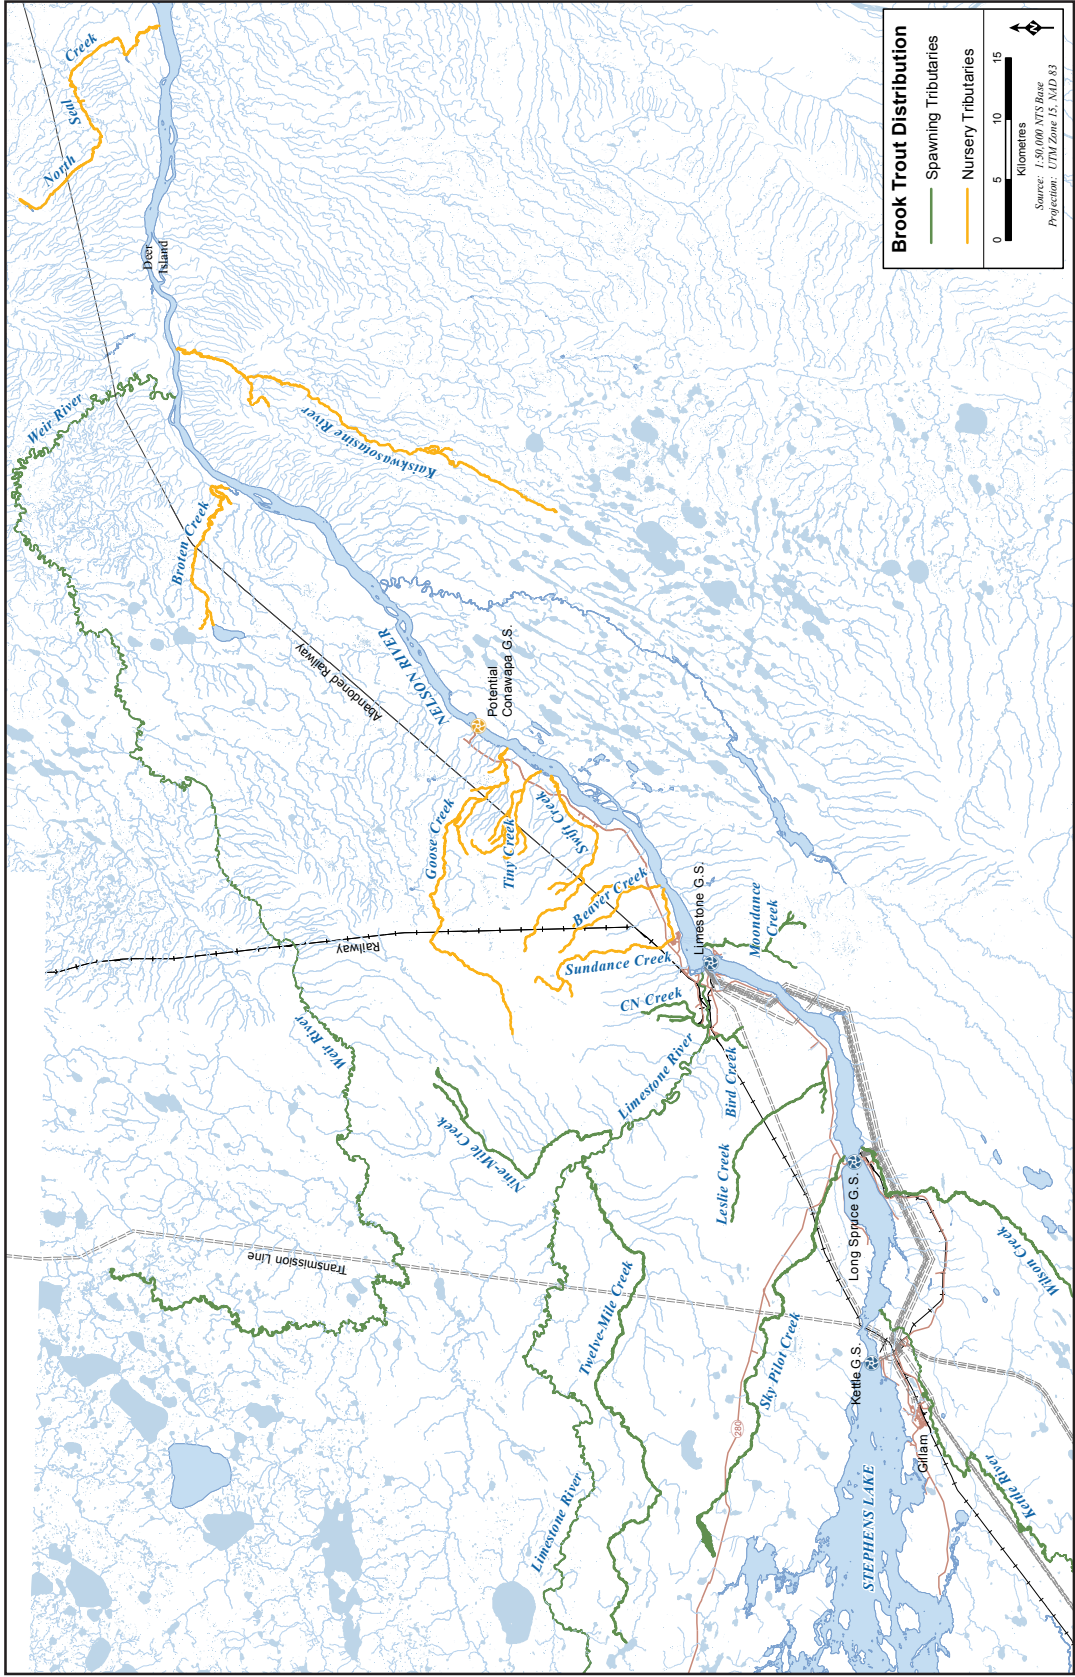 North
Seal
Creek
Deer
Island
Weir River
Kaiskwasotasine River
Broten Creek
Abandoned Railway
NELSON RIVER
Potential
Conawapa G.S.
Goose Creek
Tiny Creek
Swift Creek
Beaver Creek
Railway
Sundance Creek
Limestone G.S.
Moondance
Creek
CN Creek
Weir River
Limestone River
Bird Creek
Nine-Mile Creek
Leslie Creek
Long Spruce G.S.
Wilson Creek
Transmission Line
Twelve-Mile Creek
Sky Pilot Creek
Kettle G.S.
280
Limestone River
STEPHENS LAKE
Gillam
Kettle River
Brook Trout Distribution
Spawning Tributaries
Nursery Tributaries
0 5 10 15
Kilometres
N
Source: 1:50,000 NTS Base
Projection: UTM Zone 15, NAD 83